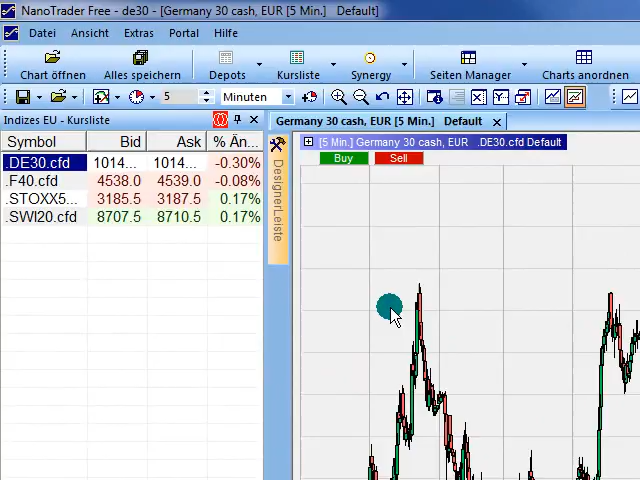 NanoTrader Free - de30 - [Germany 30 cash, EUR [5 Min.] Default]
Datei Ansicht Extras Portal Hilfe
Chart öffnen Alles speichern Depots Kursliste Synergy Seiten Manager Charts anordnen
5 Minuten
Indizes EU - Kursliste
Germany 30 cash, EUR [5 Min.] Default
Symbol Bid Ask % Än...
[5 Min.] Germany 30 cash, EUR .DE30.cfd Default
Buy Sell
.DE30.cfd 1014... 1014... -0.30%
.F40.cfd 4538.0 4539.0 -0.08%
.STOXX5... 3185.5 3187.5 0.17%
.SWI20.cfd 8707.5 8710.5 0.17%
DesignerLeiste